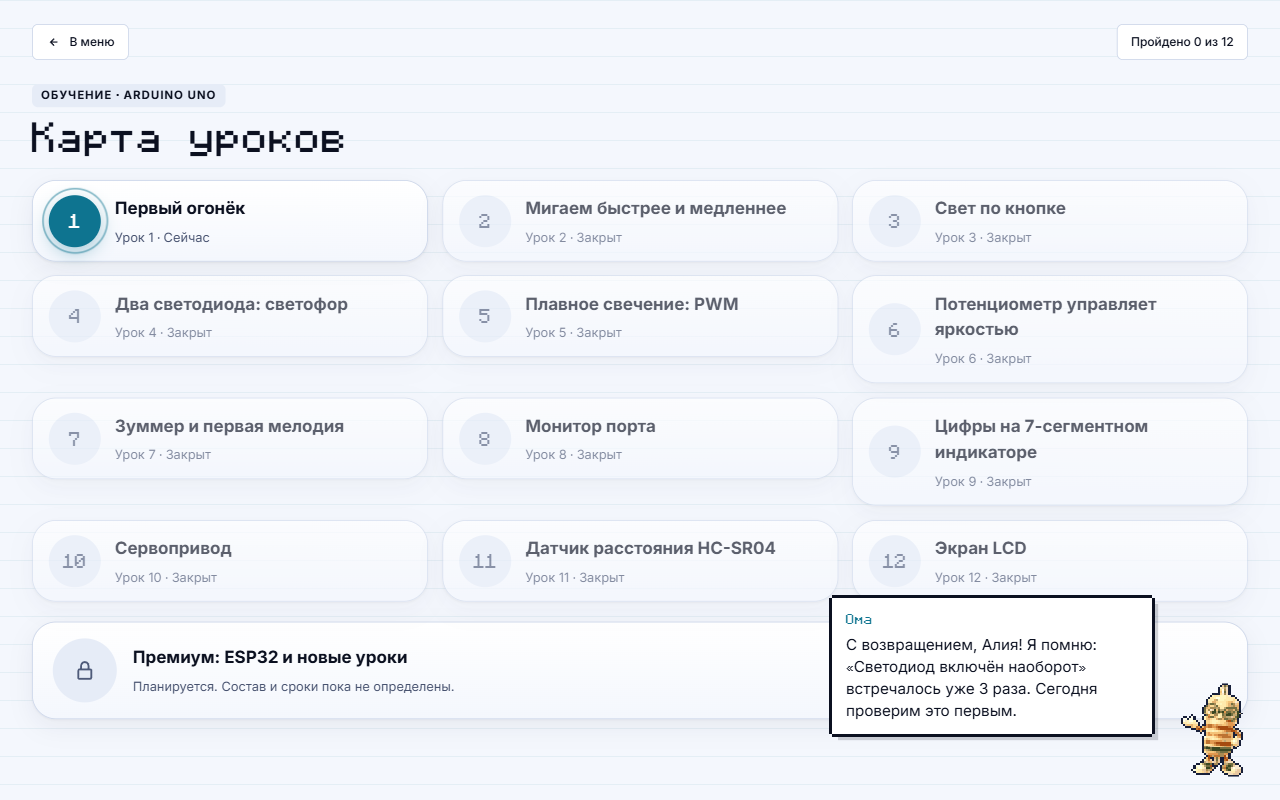 ← В меню
Пройдено 0 из 12
ОБУЧЕНИЕ · ARDUINO UNO
Карта уроков
1
Первый огонёк
Урок 1 · Сейчас
2
Мигаем быстрее и медленнее
Урок 2 · Закрыт
3
Свет по кнопке
Урок 3 · Закрыт
4
Два светодиода: светофор
Урок 4 · Закрыт
5
Плавное свечение: PWM
Урок 5 · Закрыт
6
Потенциометр управляет
яркостью
Урок 6 · Закрыт
7
Зуммер и первая мелодия
Урок 7 · Закрыт
8
Монитор порта
Урок 8 · Закрыт
9
Цифры на 7-сегментном
индикаторе
Урок 9 · Закрыт
10
Сервопривод
Урок 10 · Закрыт
11
Датчик расстояния HC-SR04
Урок 11 · Закрыт
12
Экран LCD
Урок 12 · Закрыт
Премиум: ESP32 и новые уроки
Планируется. Состав и сроки пока не определены.
Ома
С возвращением, Алия! Я помню:
«Светодиод включён наоборот»
встречалось уже 3 раза. Сегодня
проверим это первым.